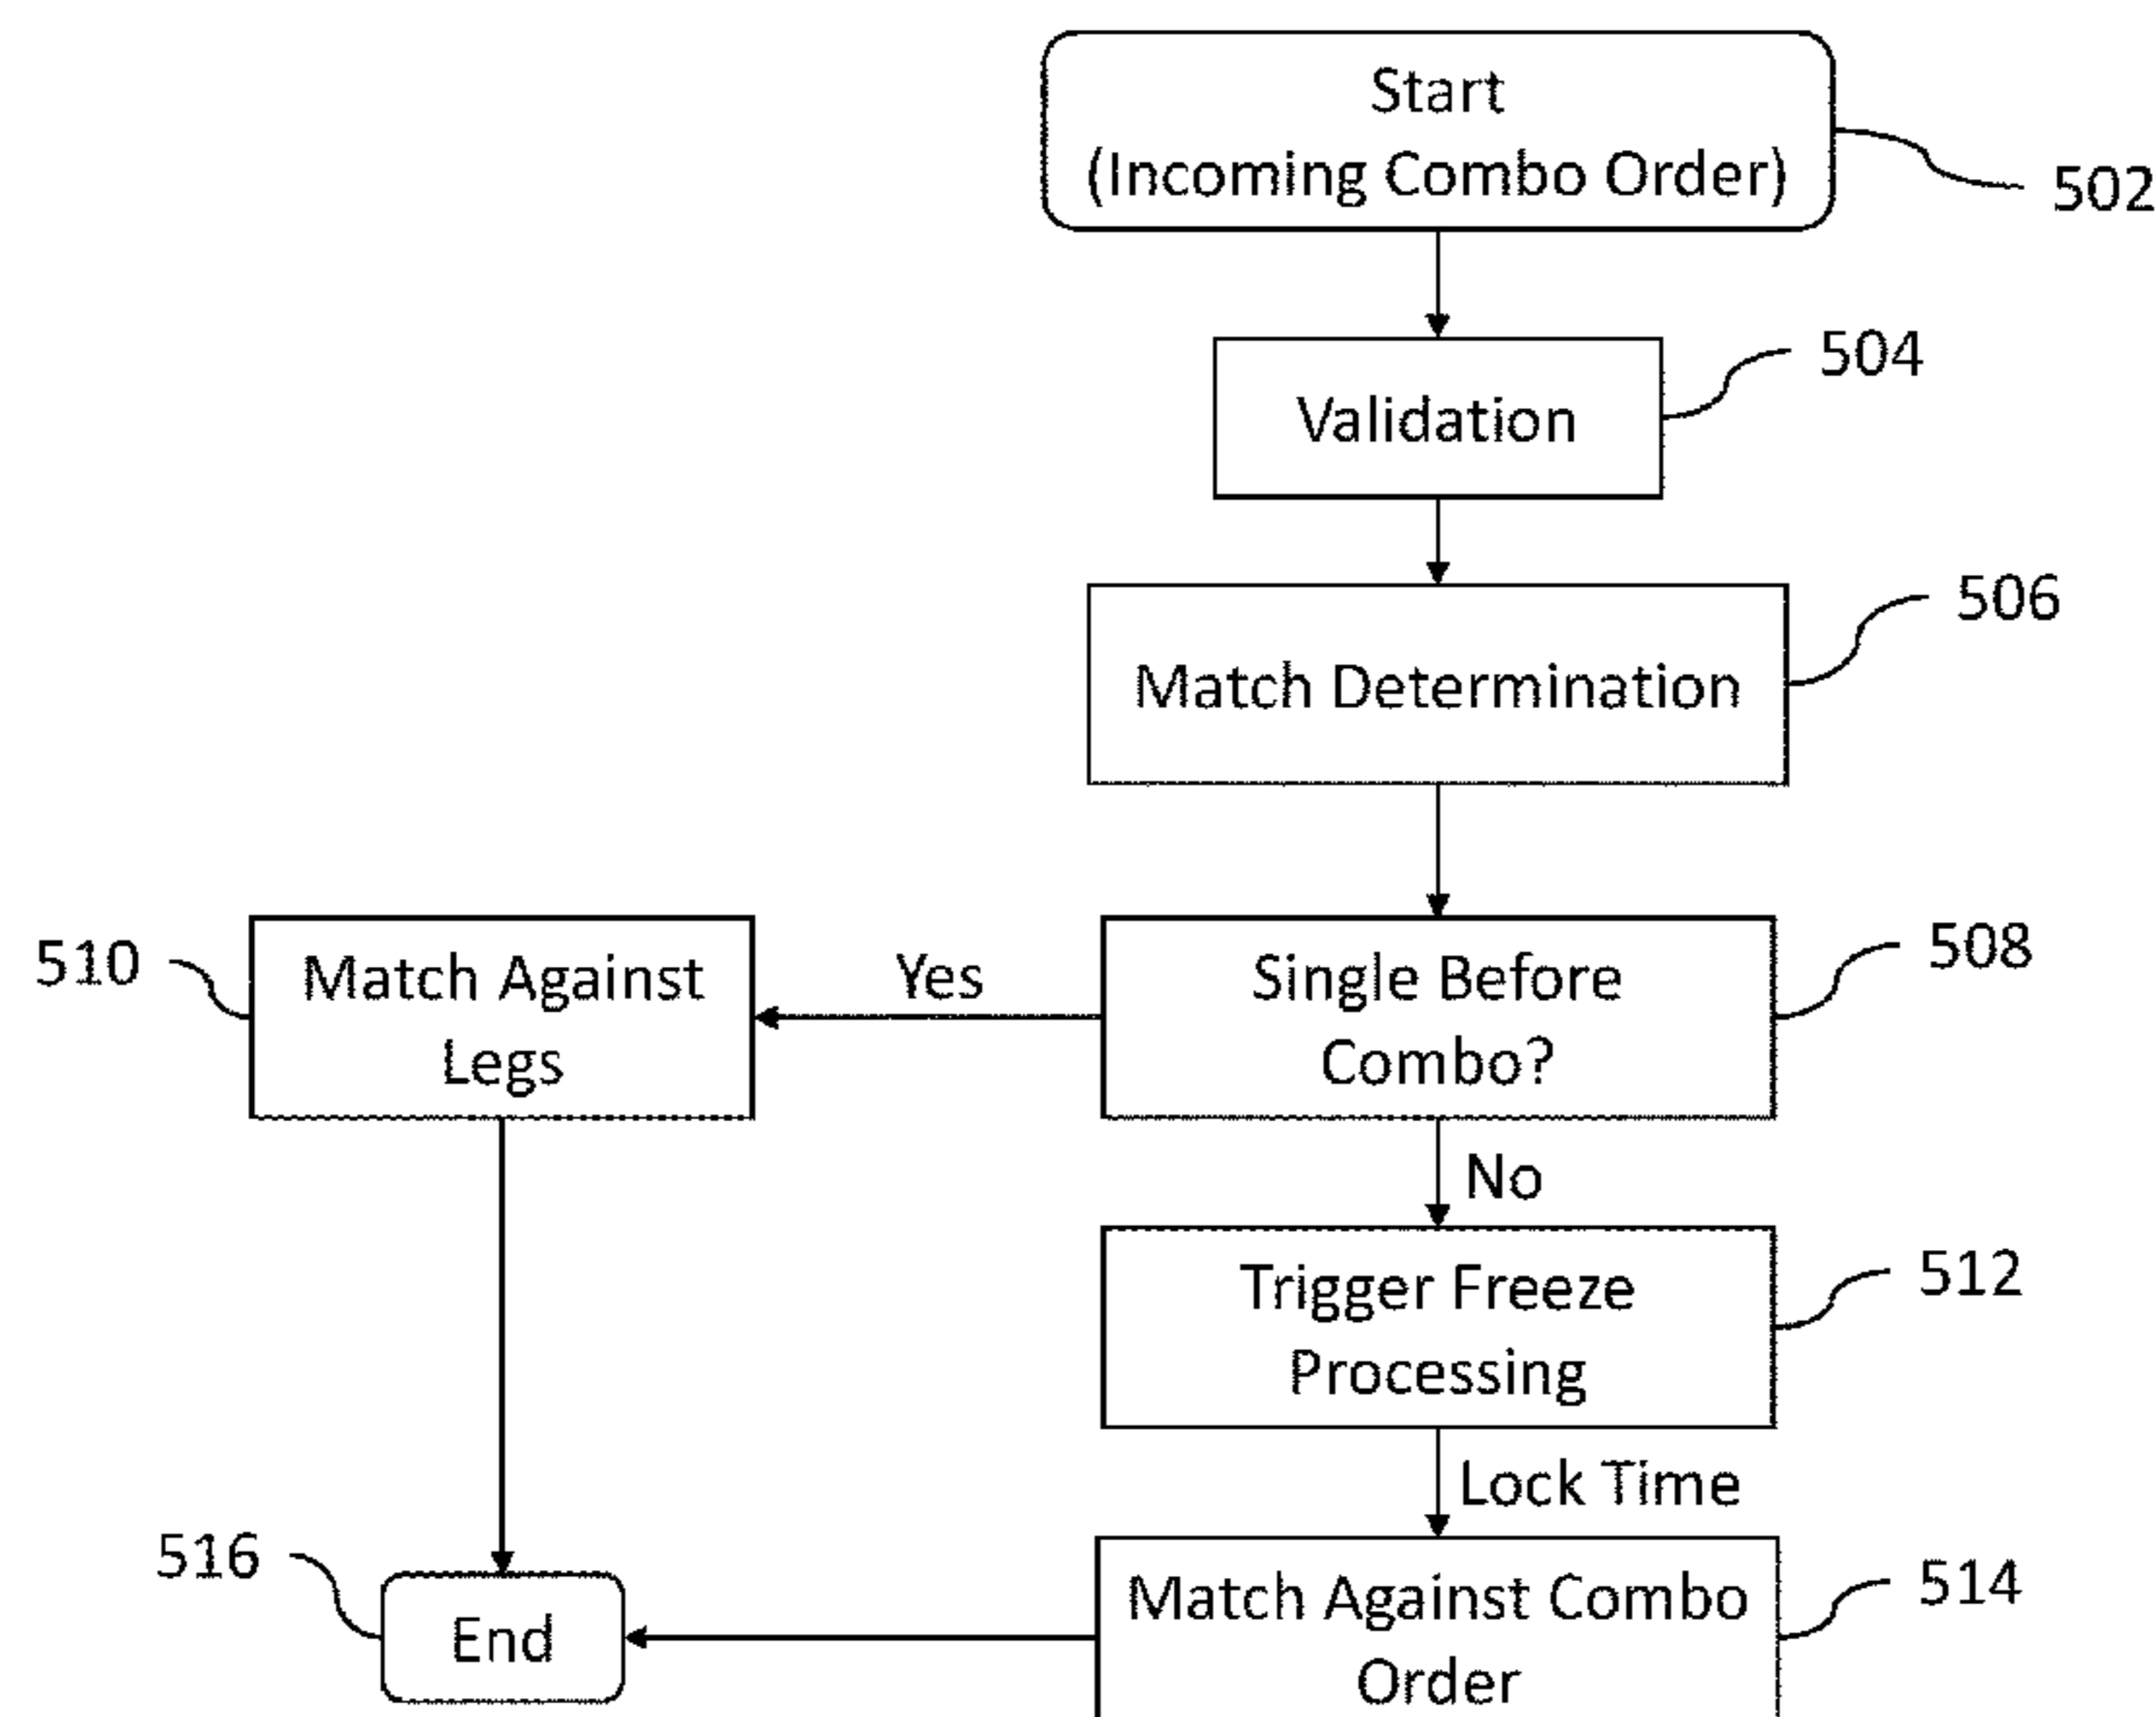 Start
(Incoming Combo Order)
502
504
Validation
506
Match Determination
510
Match Against
Legs
Yes
Single Before
Combo?
508
No
Trigger Freeze
Processing
512
Lock Time
516
End
Match Against Combo
Order
514